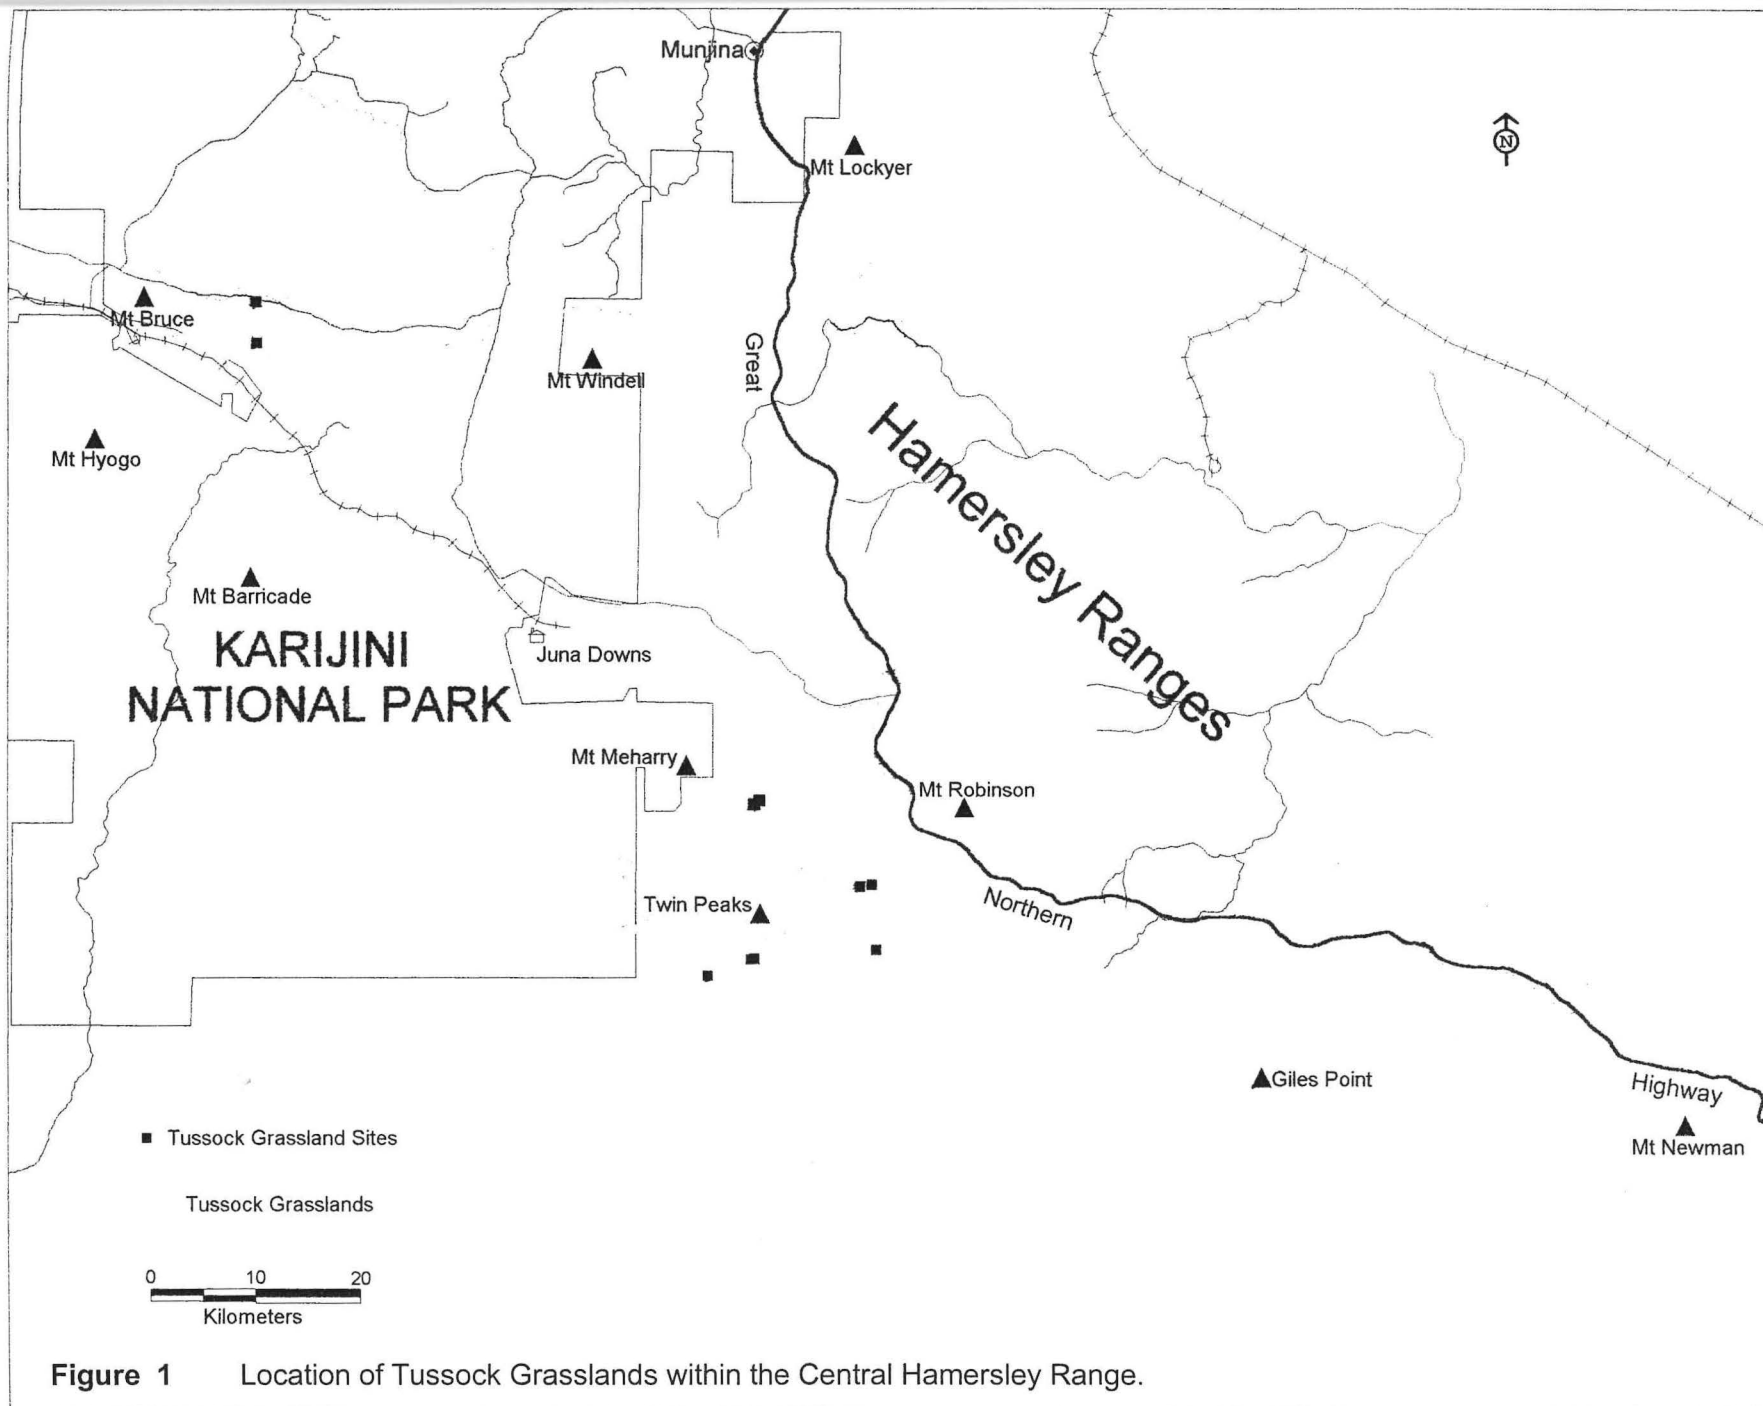 Munjina
N
Mt Lockyer
Mt Bruce
Great
Mt Windell
Mt Hyogo
Hamersley Ranges
Mt Barricade
KARIJINI
NATIONAL PARK
Juna Downs
Mt Meharry
Mt Robinson
Twin Peaks
Northern
Giles Point
Highway
Mt Newman
Tussock Grassland Sites
Tussock Grasslands
0 10 20
Kilometers
Figure 1 Location of Tussock Grasslands within the Central Hamersley Range.